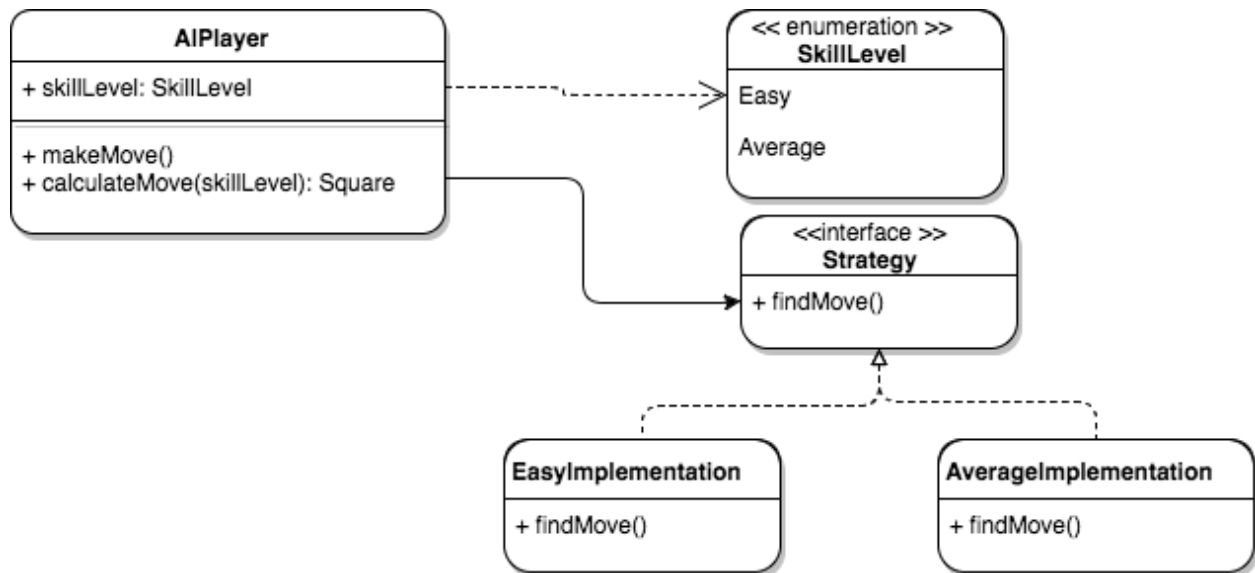 AIPlayer
+ skillLevel: SkillLevel
+ makeMove()
+ calculateMove(skillLevel): Square
<< enumeration >>
SkillLevel
Easy
Average
<<interface >>
Strategy
+ findMove()
EasyImplementation
+ findMove()
AverageImplementation
+ findMove()